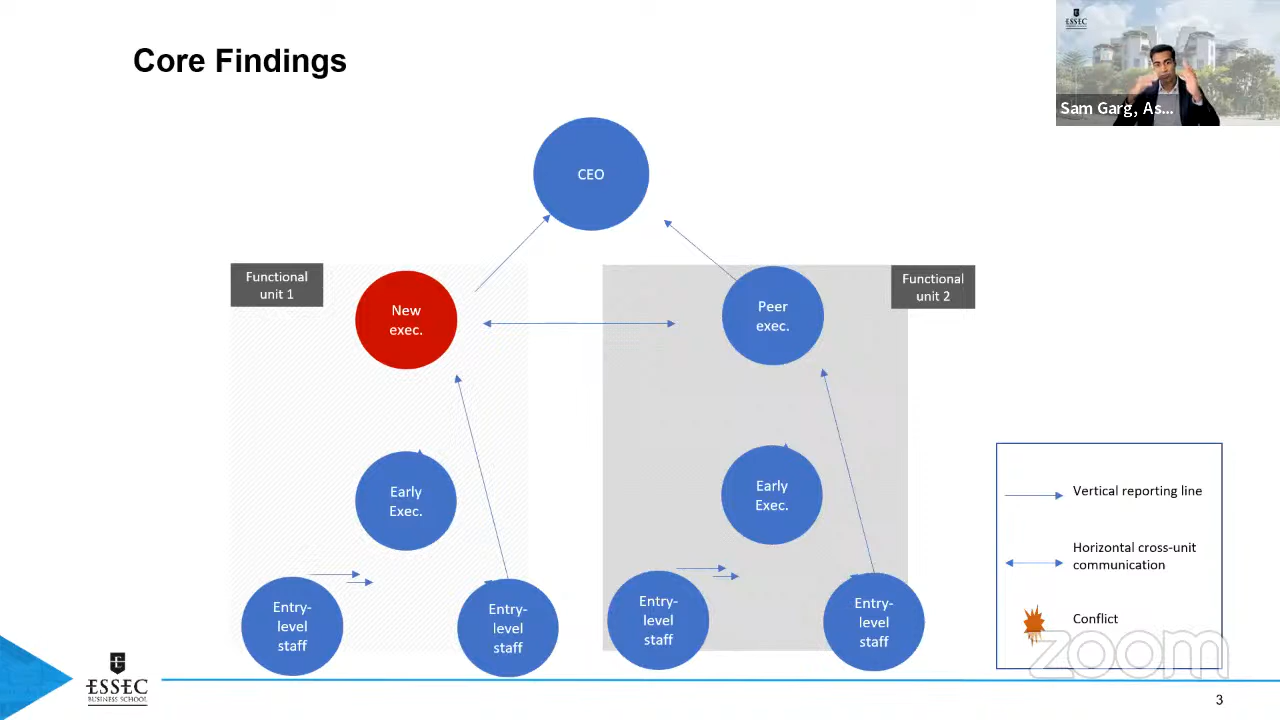 Core Findings
ESSEC
Sam Garg, As...
CEO
Functional
unit 1
New
exec.
Peer
exec.
Functional
unit 2
Early
Exec.
Early
Exec.
Entry-
level
staff
Entry-
level
staff
Entry-
level
staff
Entry-
level
staff
Vertical reporting line
Horizontal cross-unit
communication
Conflict
zoom
ESSEC
BUSINESS SCHOOL
3